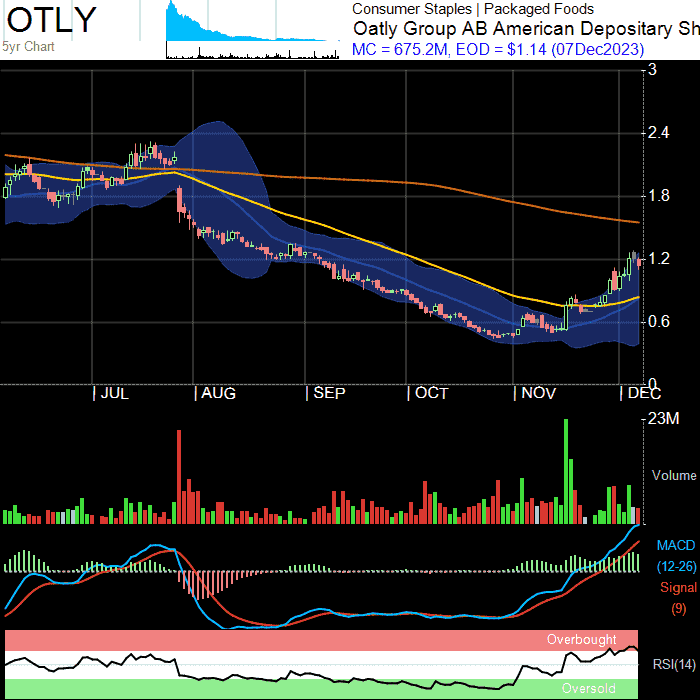 OTLY
5yr Chart
Consumer Staples | Packaged Foods
Oatly Group AB American Depositary Sh
MC = 675.2M, EOD = $1.14 (07Dec2023)
3
2.4
1.8
1.2
0.6
0
| JUL | AUG | SEP | OCT | NOV | DEC
23M
Volume
MACD
(12-26)
Signal
(9)
Overbought
RSI(14)
Oversold